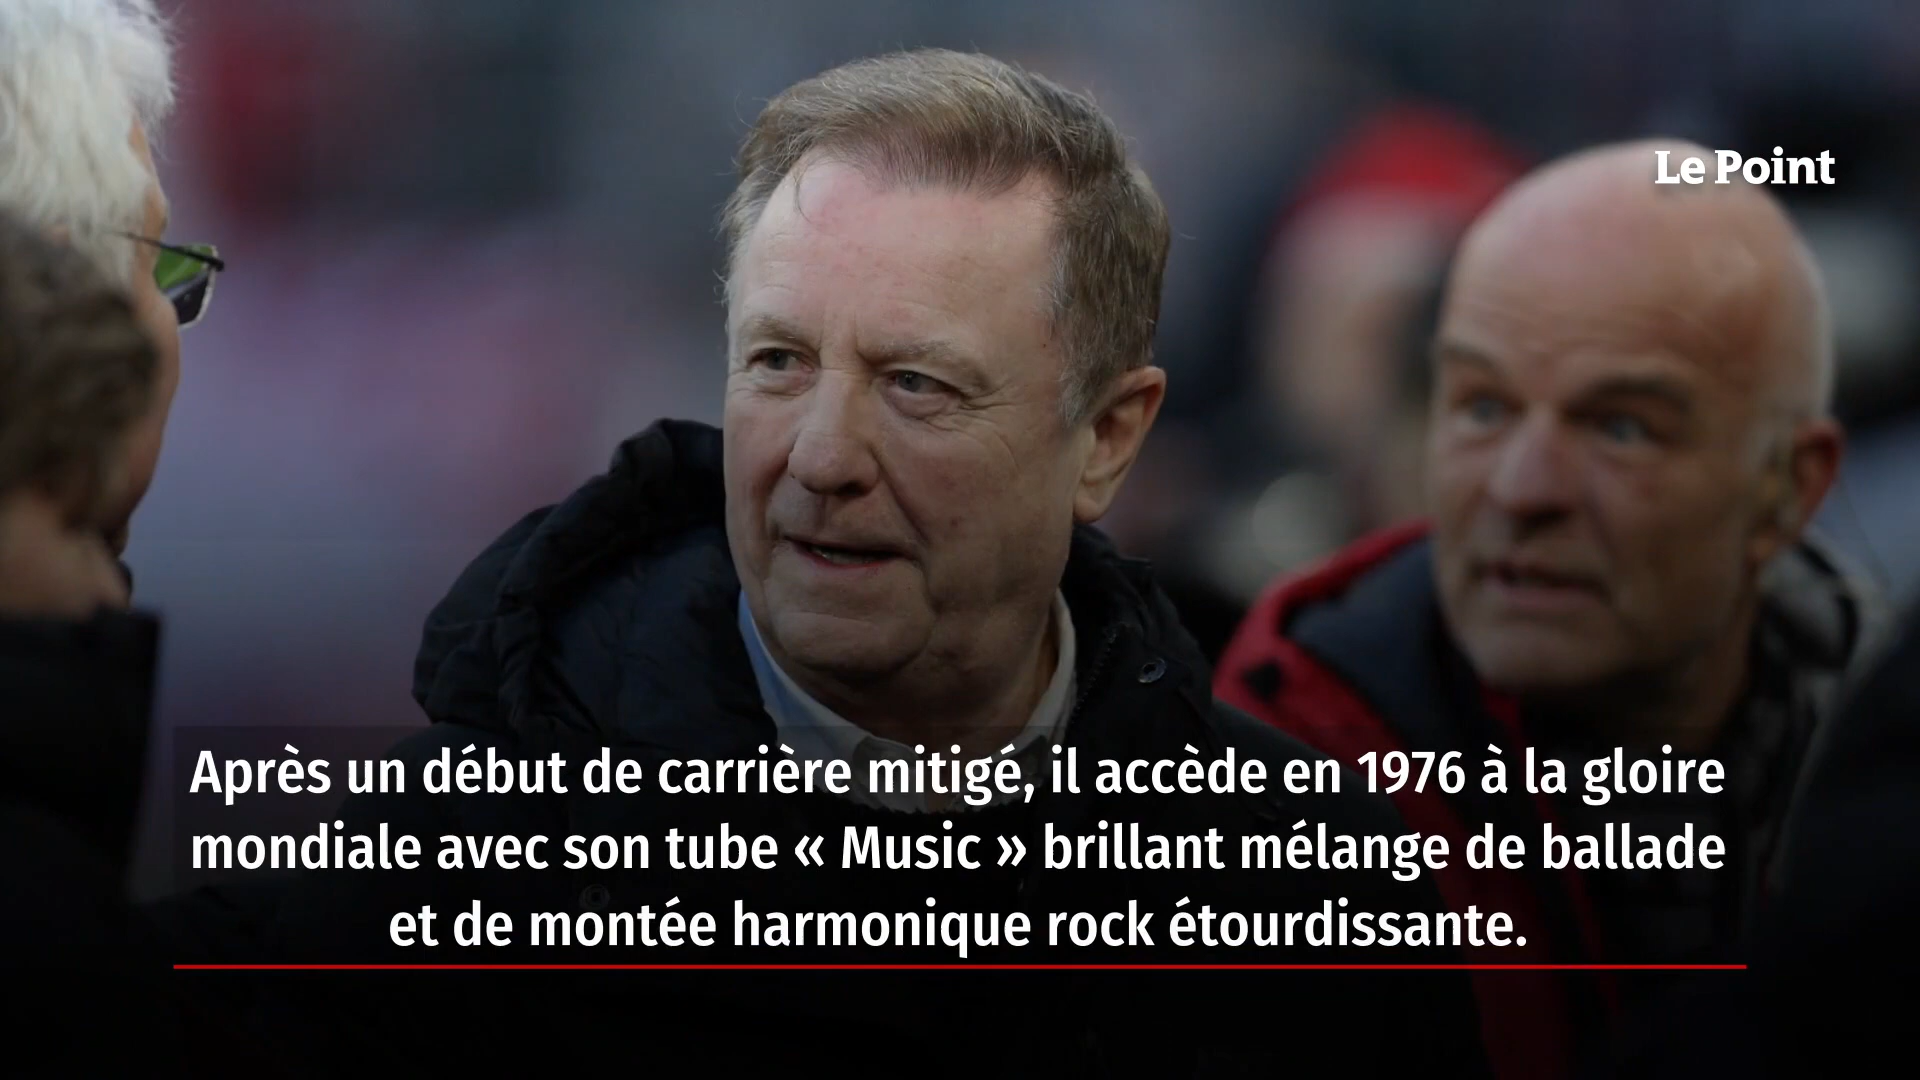 Le Point
Après un début de carrière mitigé, il accède en 1976 à la gloire
mondiale avec son tube « Music » brillant mélange de ballade
et de montée harmonique rock étourdissante.